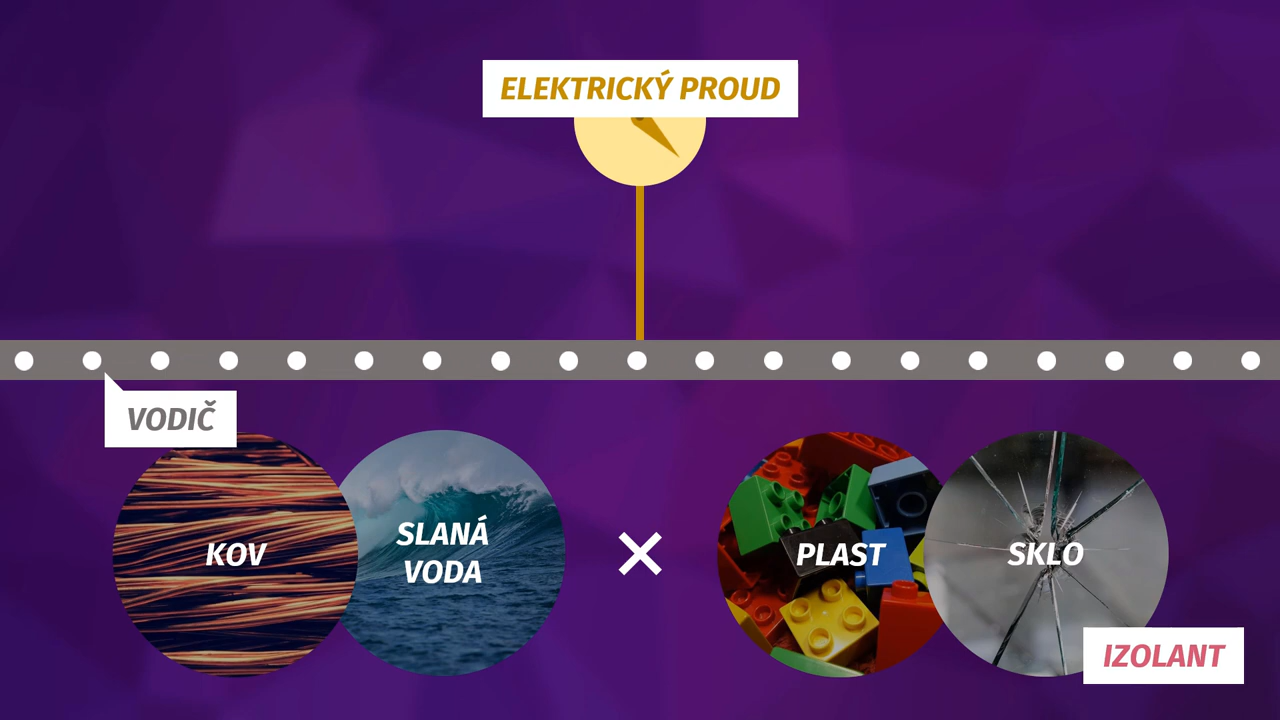 ELEKTRICKÝ PROUD
VODIČ
KOV
SLANÁ
VODA
×
PLAST
SKLO
IZOLANT